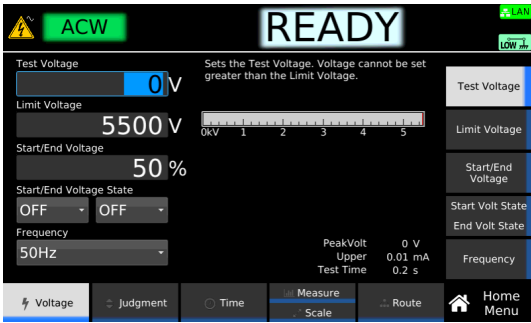 ACW
READY
LAN
LOW
Test Voltage
0 V
Limit Voltage
5500 V
Start/End Voltage
50 %
Start/End Voltage State
OFF OFF
Frequency
50Hz
Sets the Test Voltage. Voltage cannot be set
greater than the Limit Voltage.
0kV 1 2 3 4 5
PeakVolt 0 V
Upper 0.01 mA
Test Time 0.2 s
Test Voltage
Limit Voltage
Start/End
Voltage
Start Volt State
End Volt State
Frequency
Voltage
Judgment
Time
Measure
Scale
Route
Home
Menu